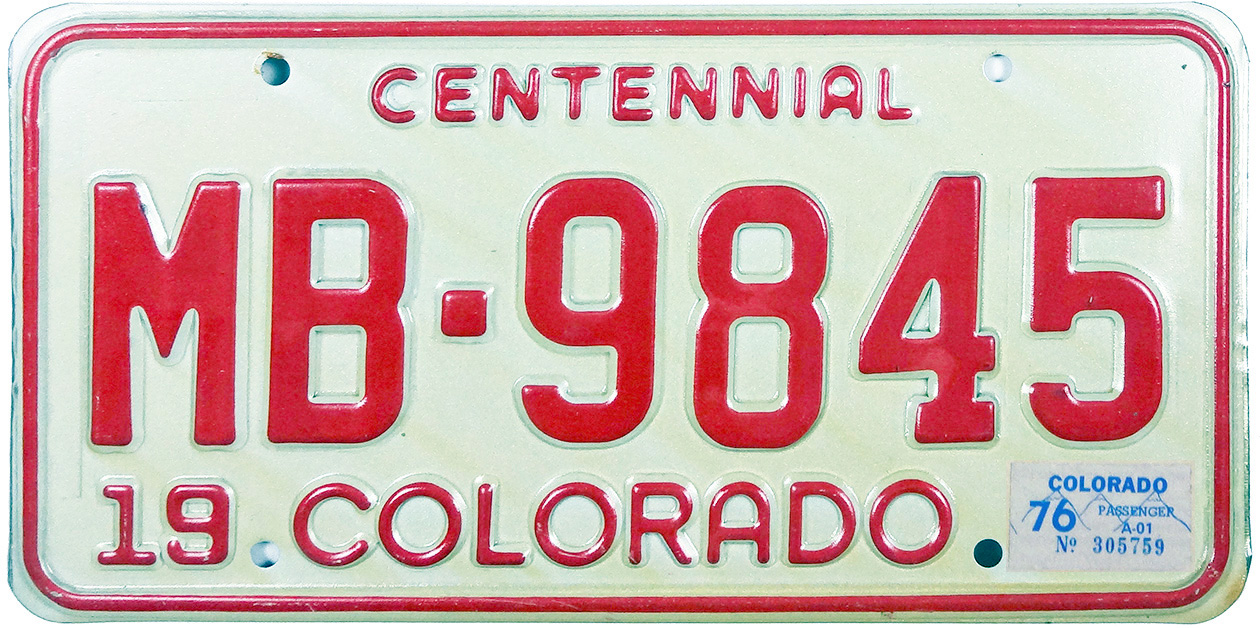 CENTENNIAL
MB-9845
19 COLORADO
COLORADO
76 PASSENGER
A-01
Nº 305759